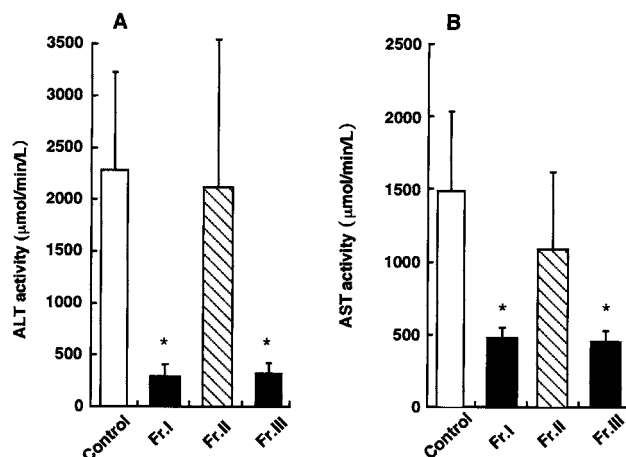 A
ALT activity (μmol/min/L)
3500
3000
2500
2000
1500
1000
500
0
*
*
Control
Fr.I
Fr.II
Fr.III
B
AST activity (μmol/min/L)
2500
2000
1500
1000
500
0
*
*
Control
Fr.I
Fr.II
Fr.III